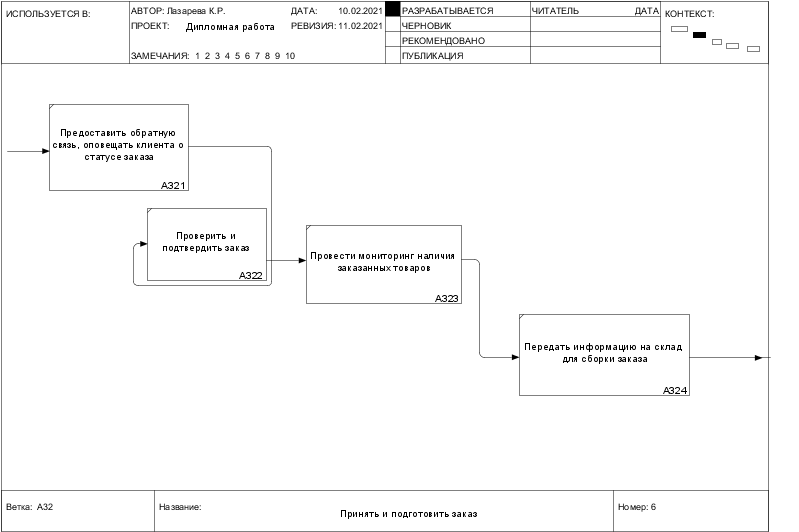 ИСПОЛЬЗУЕТСЯ В:
АВТОР: Лазарева К.Р.
ДАТА: 10.02.2021
ПРОЕКТ: Дипломная работа
РЕВИЗИЯ: 11.02.2021
ЗАМЕЧАНИЯ: 1 2 3 4 5 6 7 8 9 10
РАЗРАБАТЫВАЕТСЯ
ЧЕРНОВИК
РЕКОМЕНДОВАНО
ПУБЛИКАЦИЯ
ЧИТАТЕЛЬ ДАТА
КОНТЕКСТ:
Предоставить обратную
связь, оповещать клиента о
статусе заказа
A321
Проверить и
подтвердить заказ
A322
Провести мониторинг наличия
заказанных товаров
A323
Передать информацию на склад
для сборки заказа
A324
Ветка: A32
Название:
Принять и подготовить заказ
Номер: 6